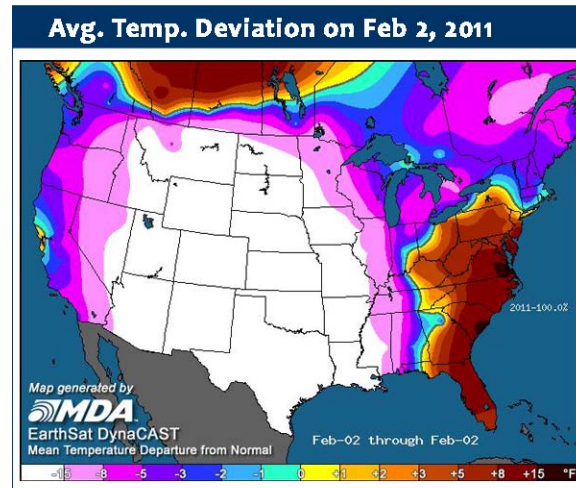 Avg. Temp. Deviation on Feb 2, 2011
2011-100.0%
Map generated by
MDA
EarthSat DynaCAST
Mean Temperature Departure from Normal
Feb-02 through Feb-02
-15 -8 -5 -3 -2 -1 0 +1 +2 +3 +5 +8 +15 °F